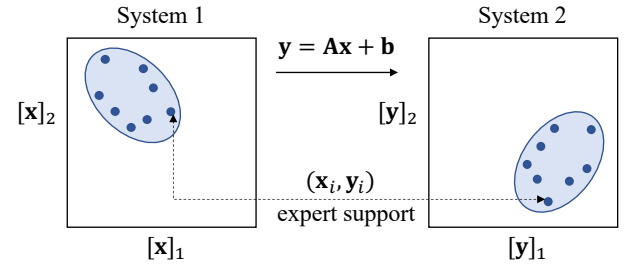 System 1
System 2
𝐲 = 𝐀𝐱 + 𝐛
[𝐱]₂
[𝐲]₂
(𝐱ᵢ, 𝐲ᵢ)
expert support
[𝐱]₁
[𝐲]₁